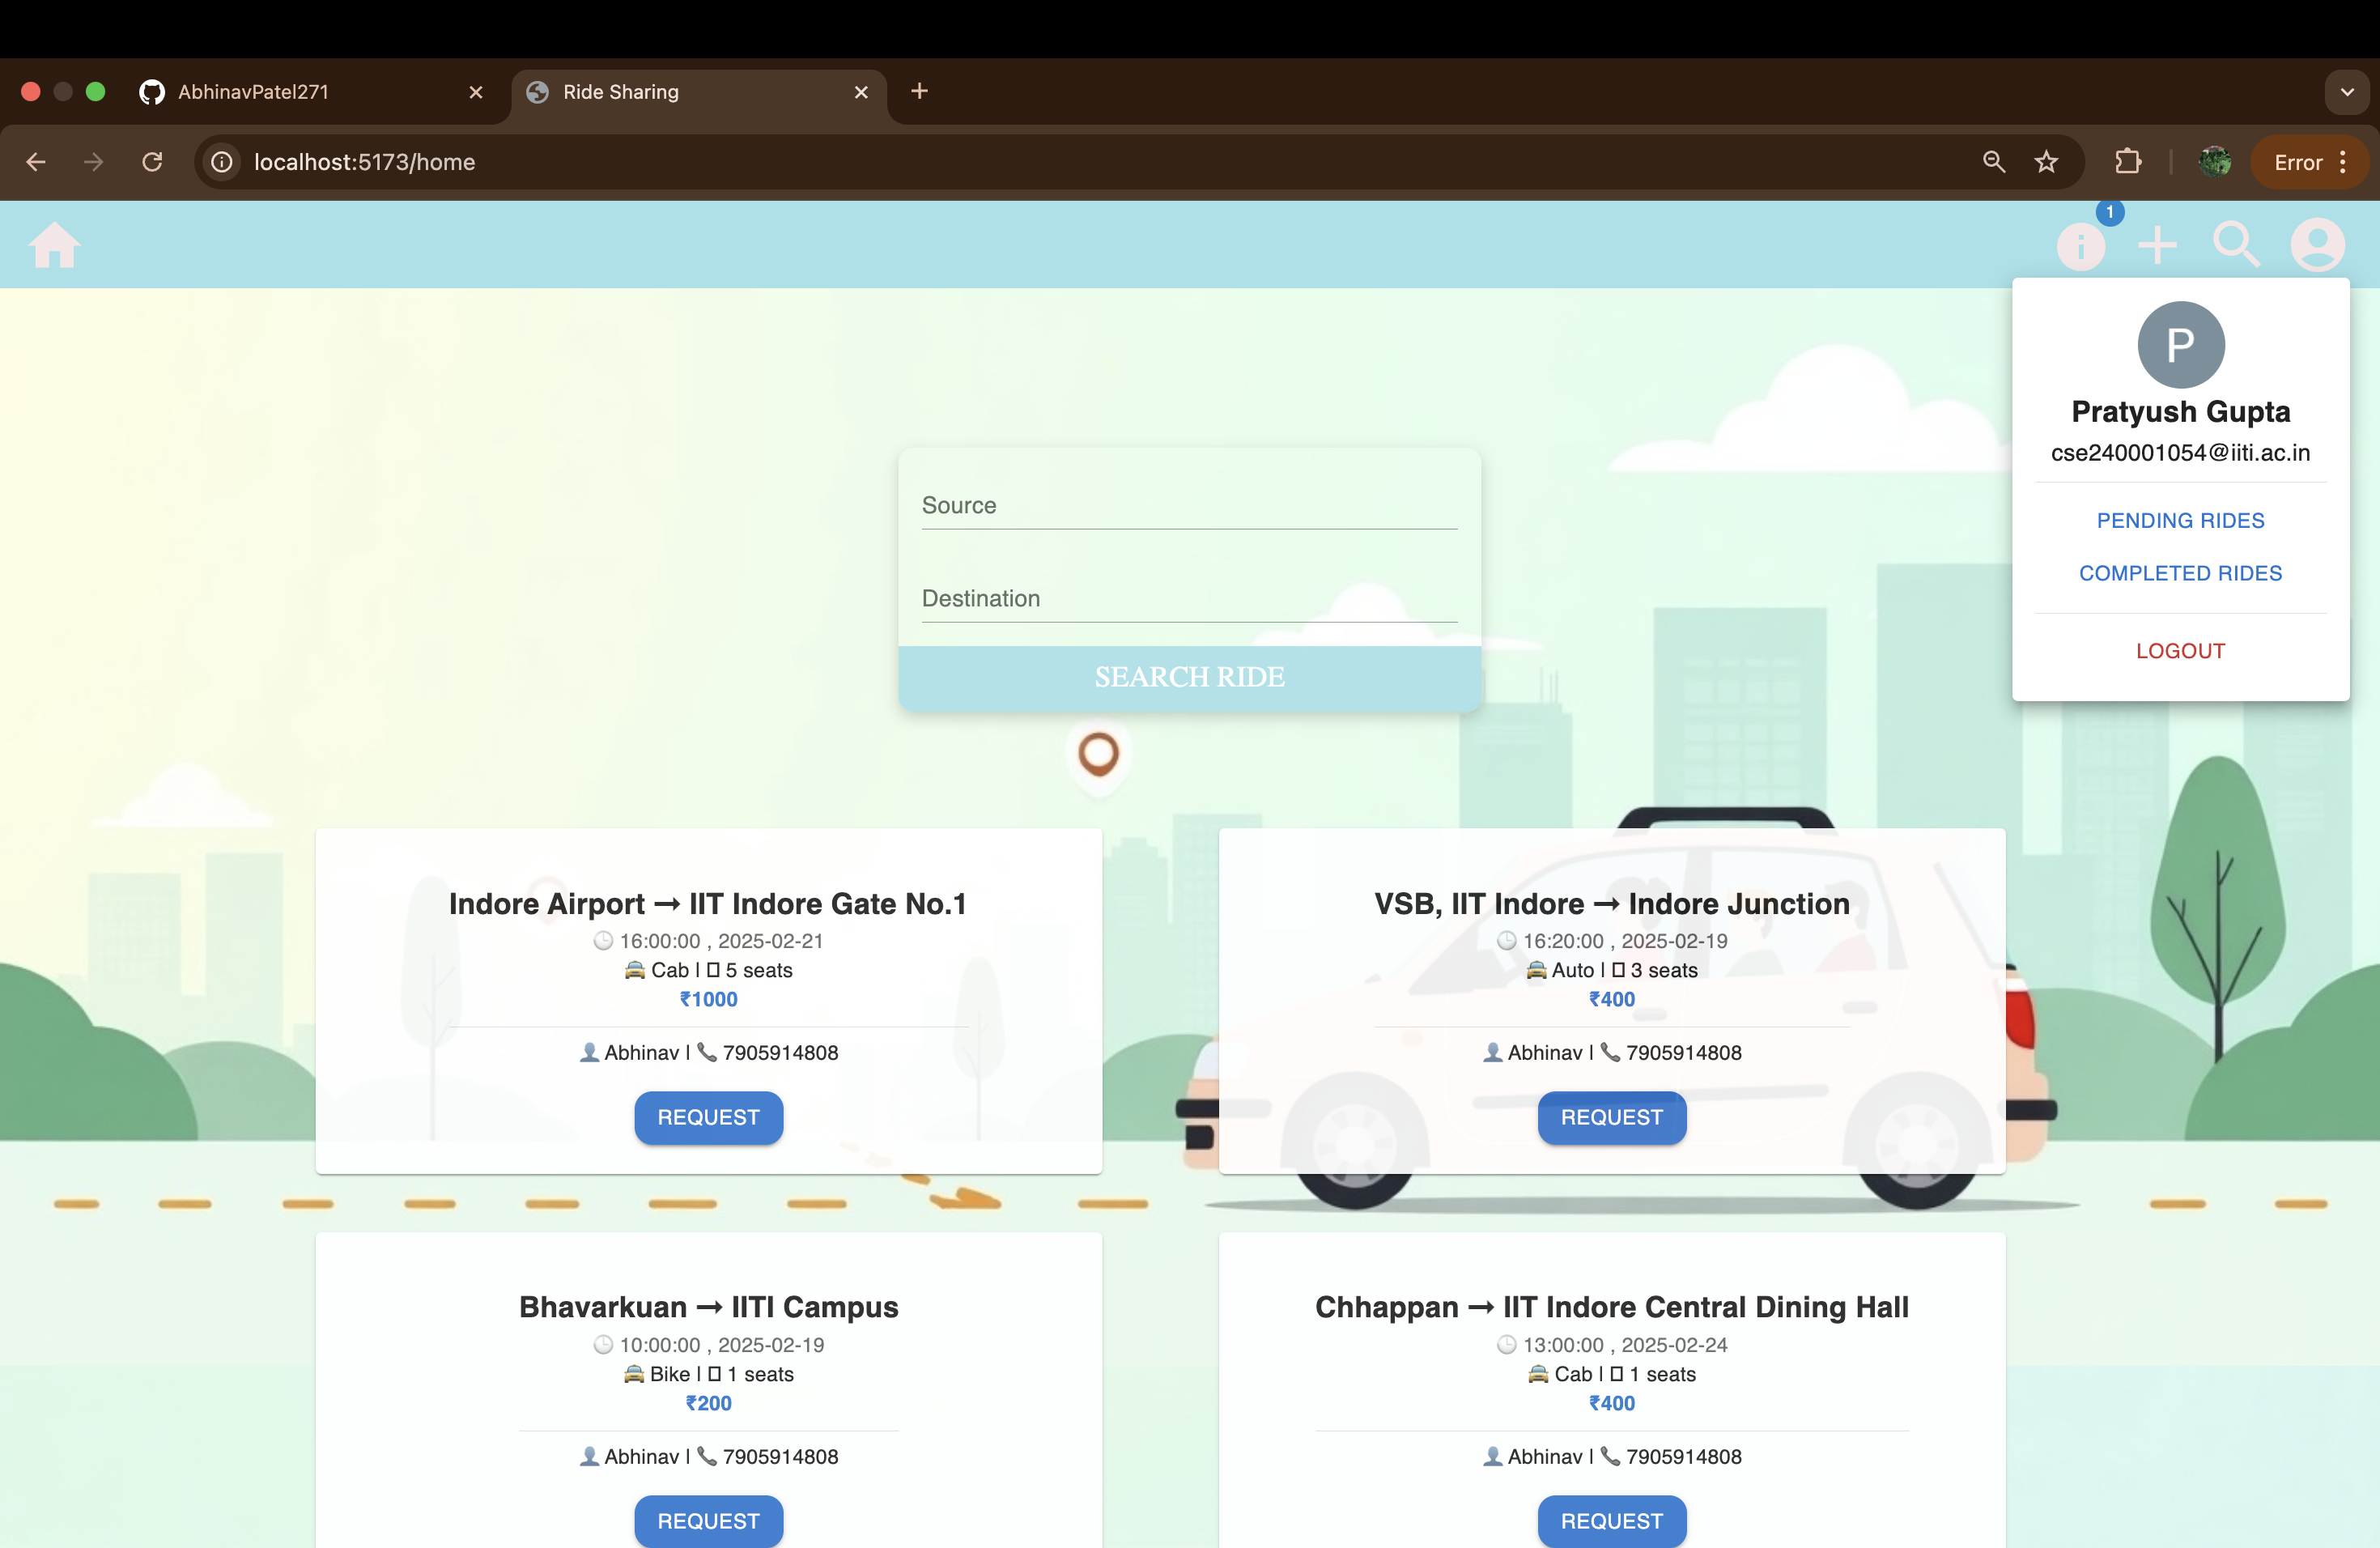 AbhinavPatel271
Ride Sharing
localhost:5173/home
Error
1
P
Pratyush Gupta
cse240001054@iiti.ac.in
PENDING RIDES
COMPLETED RIDES
LOGOUT
Source
Destination
SEARCH RIDE
Indore Airport → IIT Indore Gate No.1
16:00:00 , 2025-02-21
Cab | 5 seats
₹1000
Abhinav | 7905914808
REQUEST
VSB, IIT Indore → Indore Junction
16:20:00 , 2025-02-19
Auto | 3 seats
₹400
Abhinav | 7905914808
REQUEST
Bhavarkuan → IITI Campus
10:00:00 , 2025-02-19
Bike | 1 seats
₹200
Abhinav | 7905914808
REQUEST
Chhappan → IIT Indore Central Dining Hall
13:00:00 , 2025-02-24
Cab | 1 seats
₹400
Abhinav | 7905914808
REQUEST